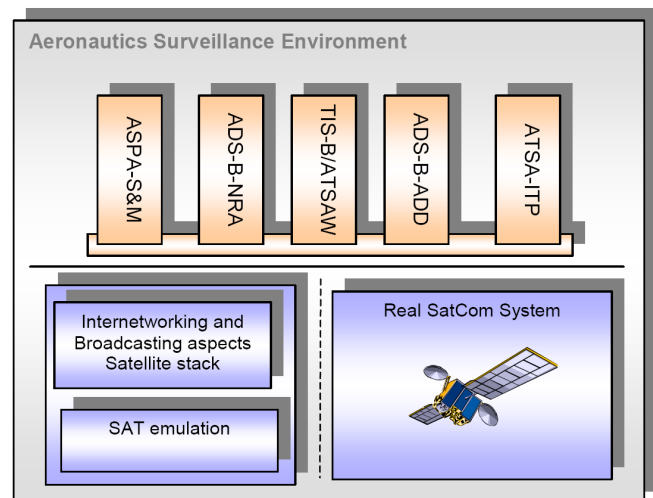 Aeronautics Surveillance Environment
ASPA-S&M
ADS-B-NRA
TIS-B/ATSAW
ADS-B-ADD
ATSA-ITP
Internetworking and
Broadcasting aspects
Satellite stack
SAT emulation
Real SatCom System